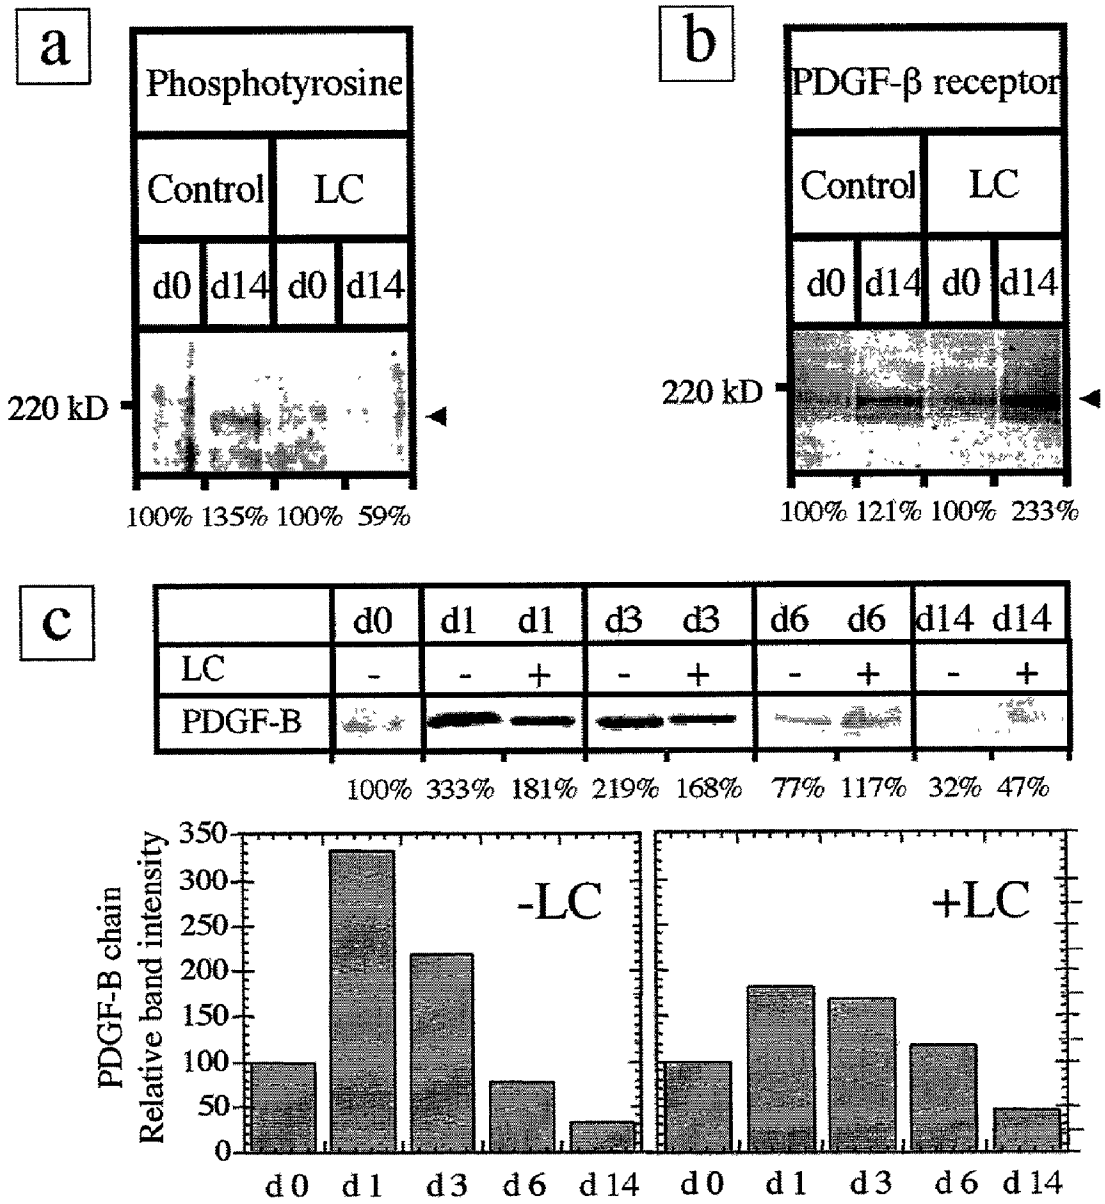 a
Phosphotyrosine
Control LC
d0 d14 d0 d14
220 kD
100% 135% 100% 59%
b
PDGF-β receptor
Control LC
d0 d14 d0 d14
220 kD
100% 121% 100% 233%
c
d0 d1 d1 d3 d3 d6 d6 d14 d14
LC - - + - + - + - +
PDGF-B
100% 333% 181% 219% 168% 77% 117% 32% 47%
PDGF-B chain
Relative band intensity
350
300
250
200
150
100
50
0
-LC
+LC
d 0 d 1 d 3 d 6 d 14
d 0 d 1 d 3 d 6 d 14